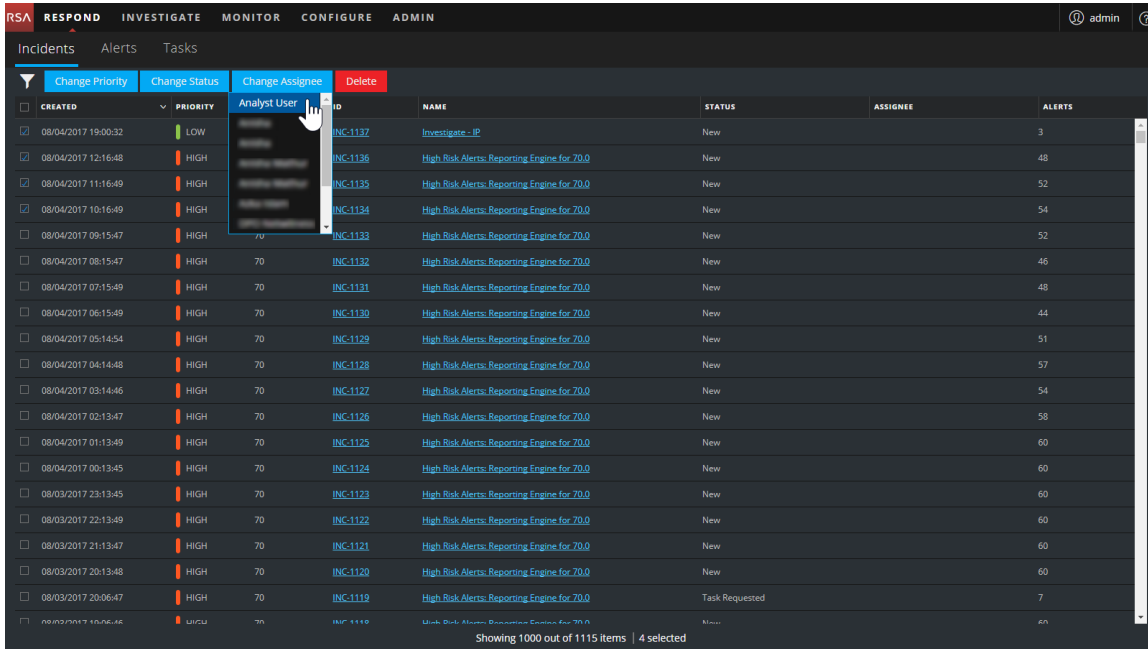 RSA RESPOND INVESTIGATE MONITOR CONFIGURE ADMIN admin
Incidents Alerts Tasks
Change Priority Change Status Change Assignee Delete
CREATED PRIORITY ID NAME STATUS ASSIGNEE ALERTS
Analyst User
08/04/2017 19:00:32 LOW INC-1137 Investigate - IP New 3
08/04/2017 12:16:48 HIGH INC-1136 High Risk Alerts: Reporting Engine for 70.0 New 48
08/04/2017 11:16:49 HIGH INC-1135 High Risk Alerts: Reporting Engine for 70.0 New 52
08/04/2017 10:16:49 HIGH INC-1134 High Risk Alerts: Reporting Engine for 70.0 New 54
08/04/2017 09:15:47 HIGH 70 INC-1133 High Risk Alerts: Reporting Engine for 70.0 New 52
08/04/2017 08:15:47 HIGH 70 INC-1132 High Risk Alerts: Reporting Engine for 70.0 New 46
08/04/2017 07:15:49 HIGH 70 INC-1131 High Risk Alerts: Reporting Engine for 70.0 New 48
08/04/2017 06:15:49 HIGH 70 INC-1130 High Risk Alerts: Reporting Engine for 70.0 New 44
08/04/2017 05:14:54 HIGH 70 INC-1129 High Risk Alerts: Reporting Engine for 70.0 New 51
08/04/2017 04:14:48 HIGH 70 INC-1128 High Risk Alerts: Reporting Engine for 70.0 New 57
08/04/2017 03:14:46 HIGH 70 INC-1127 High Risk Alerts: Reporting Engine for 70.0 New 54
08/04/2017 02:13:47 HIGH 70 INC-1126 High Risk Alerts: Reporting Engine for 70.0 New 58
08/04/2017 01:13:49 HIGH 70 INC-1125 High Risk Alerts: Reporting Engine for 70.0 New 60
08/04/2017 00:13:45 HIGH 70 INC-1124 High Risk Alerts: Reporting Engine for 70.0 New 60
08/03/2017 23:13:45 HIGH 70 INC-1123 High Risk Alerts: Reporting Engine for 70.0 New 60
08/03/2017 22:13:49 HIGH 70 INC-1122 High Risk Alerts: Reporting Engine for 70.0 New 60
08/03/2017 21:13:47 HIGH 70 INC-1121 High Risk Alerts: Reporting Engine for 70.0 New 60
08/03/2017 20:13:48 HIGH 70 INC-1120 High Risk Alerts: Reporting Engine for 70.0 New 60
08/03/2017 20:06:47 HIGH 70 INC-1119 High Risk Alerts: Reporting Engine for 70.0 Task Requested 7
08/03/2017 19:06:46 HIGH 70 INC-1118 High Risk Alerts: Reporting Engine for 70.0 New 60
Showing 1000 out of 1115 items | 4 selected